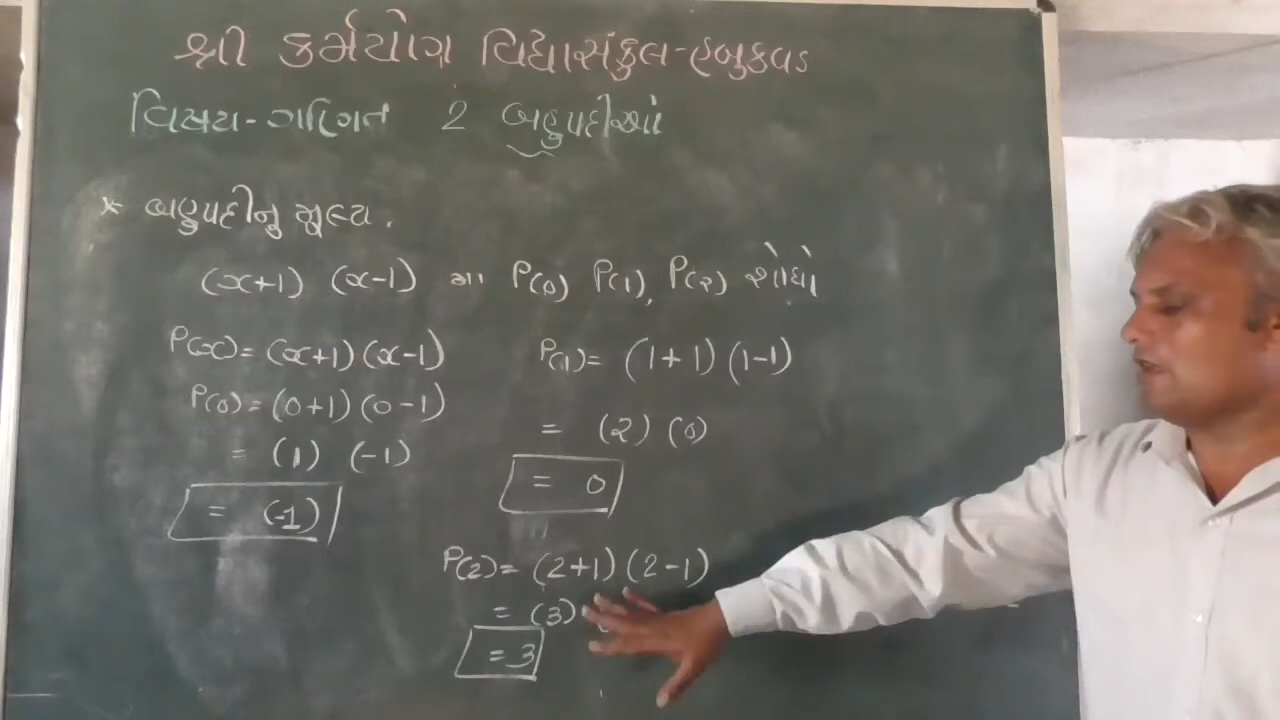 શ્રી કર્મયોગ વિદ્યાસંકુલ-હબુકવડ
વિષય-ગણિત 2 બહુપદીઓ
* બહુપદીનુ મૂલ્ય.
(x+1) (x-1) ના P(0) P(1), P(2) શોધો
P(x) = (x+1)(x-1)
P(0) = (0+1)(0-1)
= (1) (-1)
= (-1)
P(1) = (1+1)(1-1)
= (2) (0)
= 0
P(2) = (2+1)(2-1)
= (3)
= 3